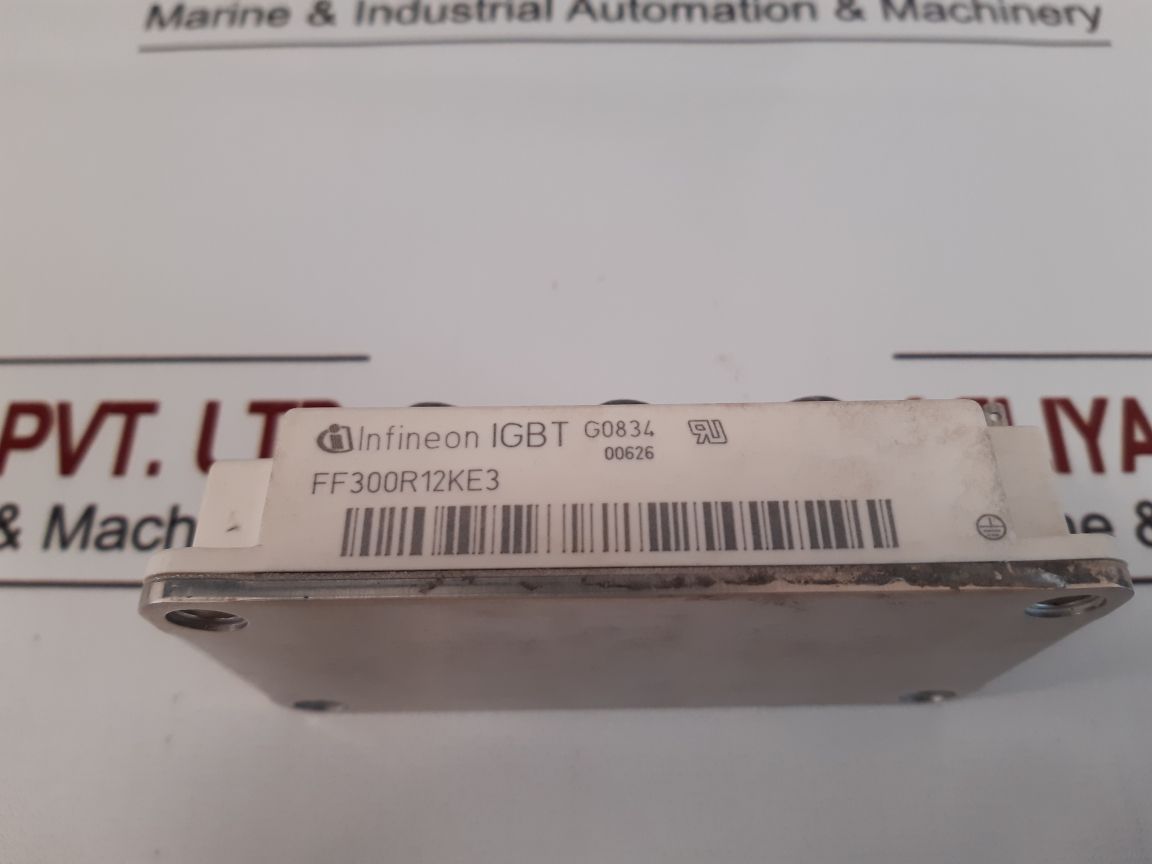 Marine & Industrial Automation & Machinery
PVT. LTD
& Mach
Infineon IGBT G0834
00626
FF300R12KE3
IYA
&